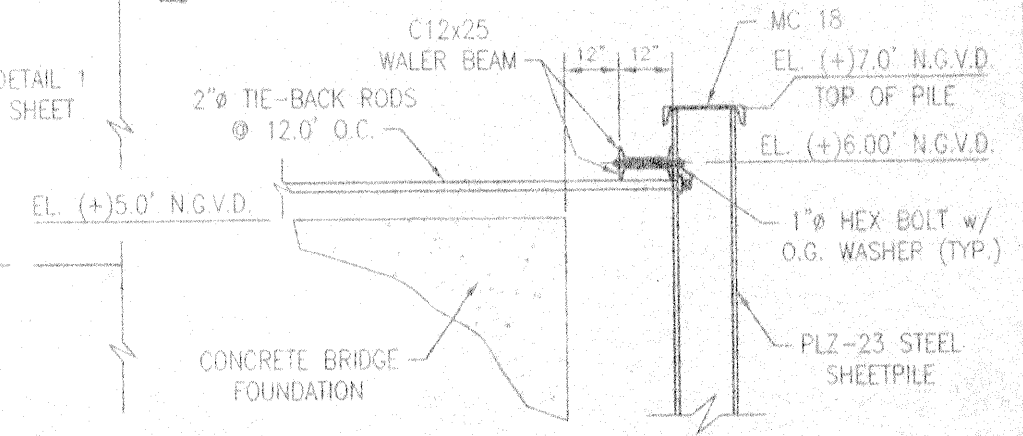 DETAIL 1
SHEET
C12x25
WALER BEAM
2"ø TIE-BACK RODS
@ 12.0' O.C.
12"
12"
MC 18
EL. (+)7.0' N.G.V.D.
TOP OF PILE
EL. (+)6.00' N.G.V.D.
EL. (+)5.0' N.G.V.D.
1"ø HEX BOLT w/
O.G. WASHER (TYP.)
CONCRETE BRIDGE
FOUNDATION
PLZ-23 STEEL
SHEETPILE